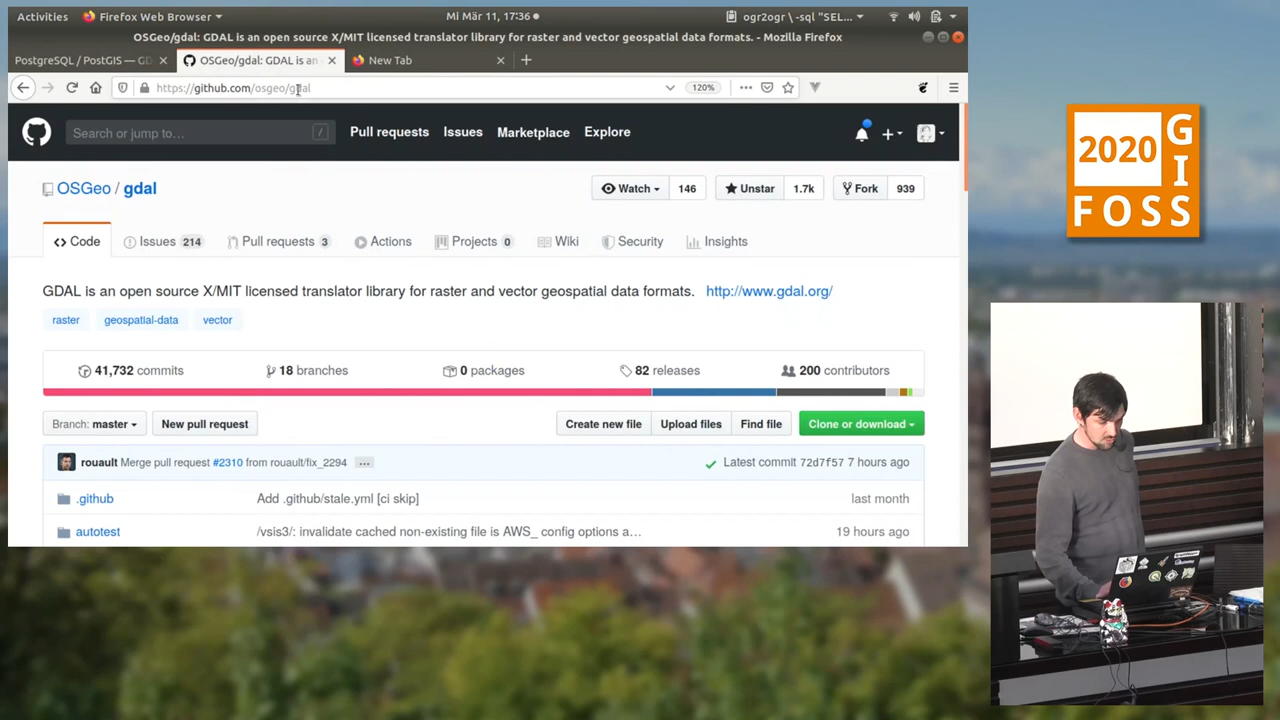 Activities Firefox Web Browser Mi Mär 11, 17:36 ogr2ogr \ -sql "SEL...
OSGeo/gdal: GDAL is an open source X/MIT licensed translator library for raster and vector geospatial data formats. - Mozilla Firefox
PostgreSQL / PostGIS — GD OSGeo/gdal: GDAL is an New Tab
https://github.com/osgeo/gdal 120%
Search or jump to… / Pull requests Issues Marketplace Explore
OSGeo / gdal Watch 146 Unstar 1.7k Fork 939
Code Issues 214 Pull requests 3 Actions Projects 0 Wiki Security Insights
GDAL is an open source X/MIT licensed translator library for raster and vector geospatial data formats. http://www.gdal.org/
raster geospatial-data vector
41,732 commits 18 branches 0 packages 82 releases 200 contributors
Branch: master New pull request Create new file Upload files Find file Clone or download
rouault Merge pull request #2310 from rouault/fix_2294 … Latest commit 72d7f57 7 hours ago
.github Add .github/stale.yml [ci skip] last month
autotest /vsis3/: invalidate cached non-existing file is AWS_ config options a… 19 hours ago
2020
GIS
FOSS